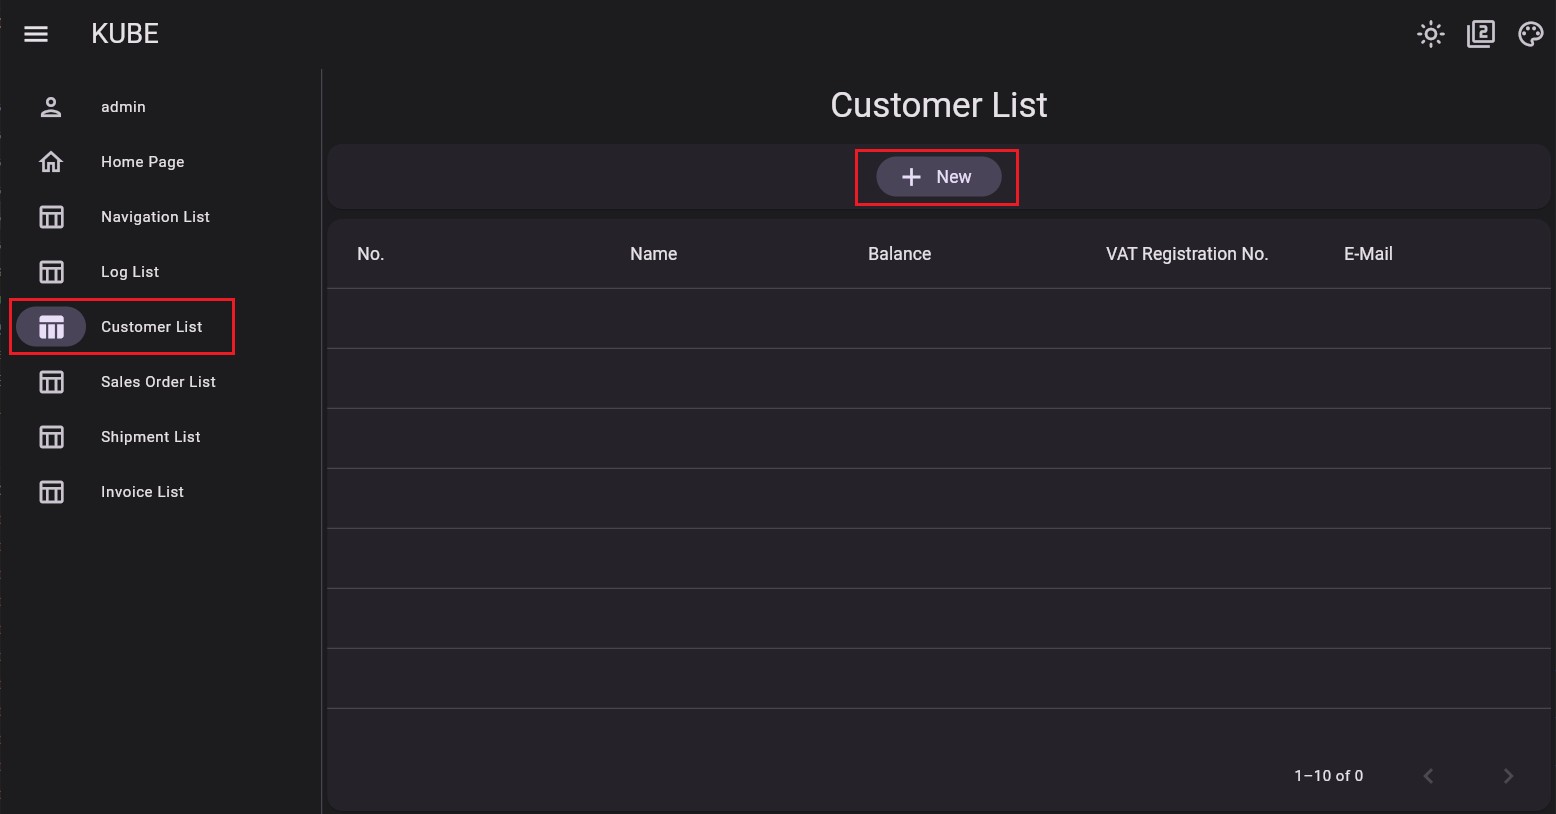 KUBE
2
admin
Home Page
Navigation List
Log List
Customer List
Sales Order List
Shipment List
Invoice List
Customer List
New
No. Name Balance VAT Registration No. E-Mail
1–10 of 0